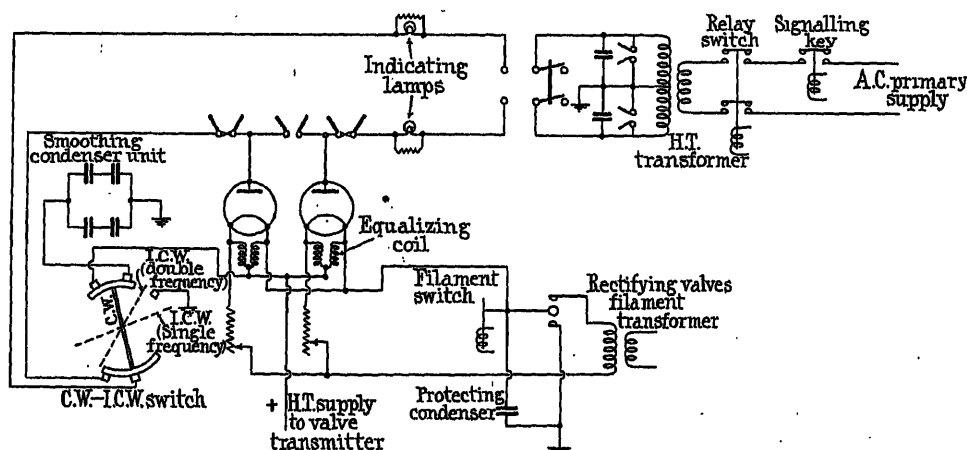 Relay
switch
Signalling
key
Indicating
lamps
A.C. primary
supply
H.T.
transformer
Smoothing
condenser unit
Equalizing
coil
I.C.W.
(double
frequency)
C.W.
I.C.W.
(Single
frequency)
Filament
switch
Rectifying valves
filament
transformer
C.W.-I.C.W. switch
+ H.T. supply
to valve
transmitter
Protecting
condenser